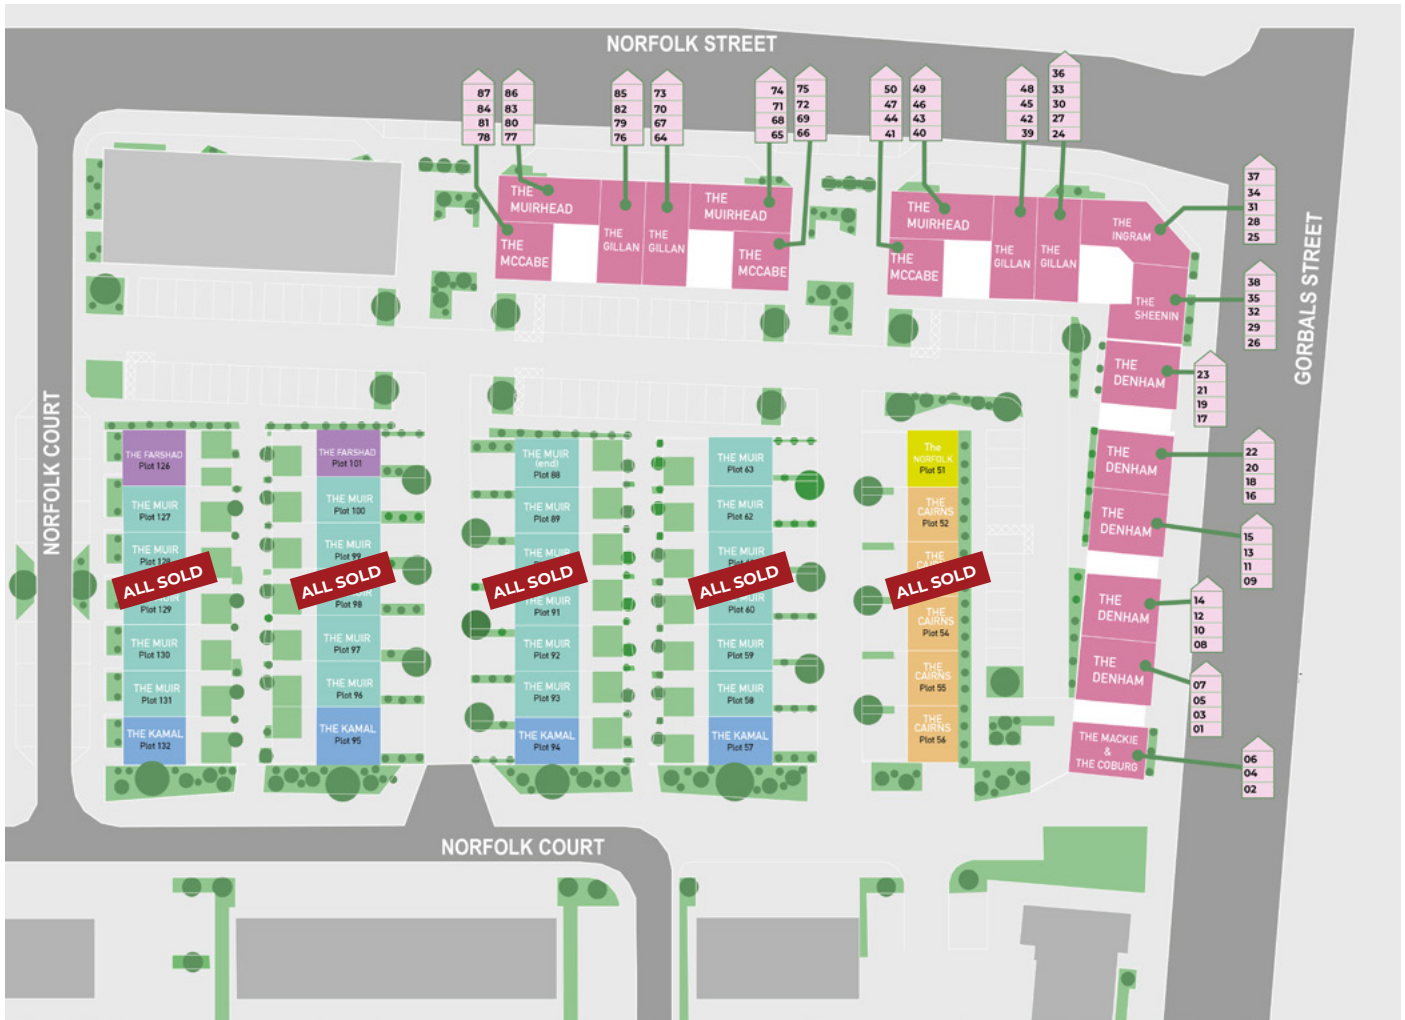 NORFOLK STREET
87
84
81
78
86
83
80
77
85
82
79
76
73
70
67
64
74
71
68
65
75
72
69
66
50
47
44
41
49
46
43
40
48
45
42
39
36
33
30
27
24
37
34
31
28
25
38
35
32
29
26
23
21
19
17
22
20
18
16
15
13
11
09
14
12
10
08
07
05
03
01
06
04
02
GORBALS STREET
THE
MUIRHEAD
THE
MCCABE
THE
GILLAN
THE
GILLAN
THE
MUIRHEAD
THE
MCCABE
THE
MUIRHEAD
THE
MCCABE
THE
GILLAN
THE
GILLAN
THE
INGRAM
THE
SHEENIN
THE
DENHAM
THE
DENHAM
THE
DENHAM
THE
DENHAM
THE
DENHAM
THE MACKIE
&
THE COBURG
NORFOLK COURT
THE FARSHAD
Plot 126
THE MUIR
Plot 127
THE MUIR
ALL SOLD
Plot 129
THE MUIR
Plot 130
THE MUIR
Plot 131
THE KAMAL
Plot 132
THE FARSHAD
Plot 101
THE MUIR
Plot 100
THE MUIR
Plot 99
ALL SOLD
Plot 98
THE MUIR
Plot 97
THE MUIR
Plot 96
THE KAMAL
Plot 95
THE MUIR
(end)
Plot 88
THE MUIR
Plot 89
ALL SOLD
THE MUIR
Plot 91
THE MUIR
Plot 92
THE MUIR
Plot 93
THE KAMAL
Plot 94
THE MUIR
Plot 63
THE MUIR
Plot 62
ALL SOLD
Plot 60
THE MUIR
Plot 59
THE MUIR
Plot 58
THE KAMAL
Plot 57
The
NORFOLK
Plot 51
THE
CAIRNS
Plot 52
THE
CAIRNS
ALL SOLD
THE
CAIRNS
Plot 54
THE
CAIRNS
Plot 55
THE
CAIRNS
Plot 56
NORFOLK COURT